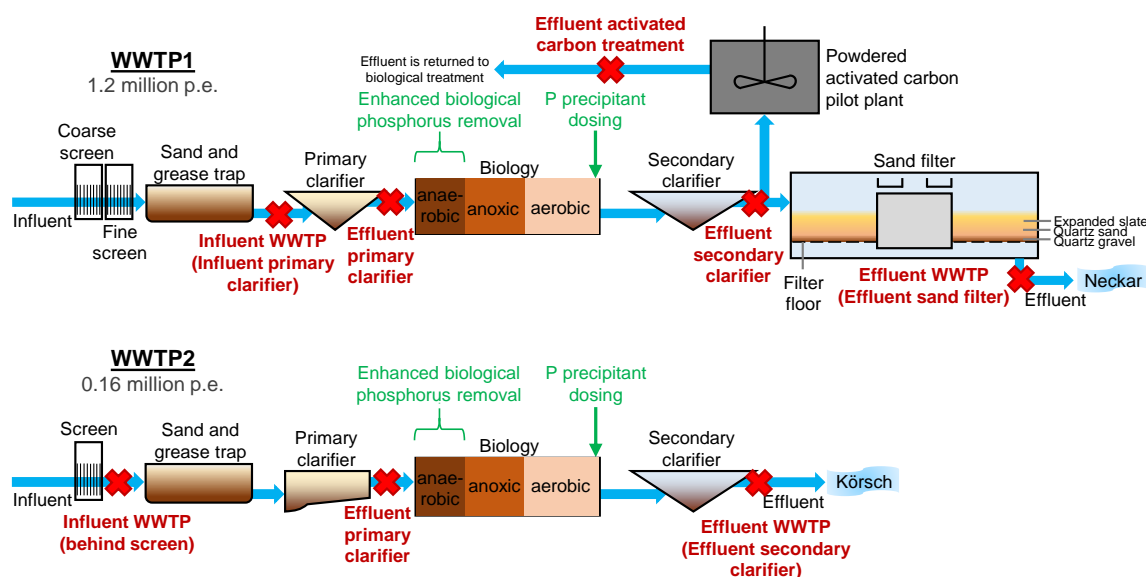 WWTP1
1.2 million p.e.
Effluent activated
carbon treatment
Effluent is returned to
biological treatment
Powdered
activated carbon
pilot plant
Enhanced biological
phosphorus removal
P precipitant
dosing
Coarse
screen
Sand and
grease trap
Primary
clarifier
Biology
Secondary
clarifier
Sand filter
anae-
robic
anoxic
aerobic
Influent
Fine
screen
Influent WWTP
(Influent primary
clarifier)
Effluent
primary
clarifier
Effluent
secondary
clarifier
Expanded slate
Quartz sand
Quartz gravel
Filter
floor
Effluent WWTP
(Effluent sand filter)
Effluent
Neckar
WWTP2
0.16 million p.e.
Enhanced biological
phosphorus removal
P precipitant
dosing
Screen
Sand and
grease trap
Primary
clarifier
Biology
Secondary
clarifier
anae-
robic
anoxic
aerobic
Influent
Effluent
Körsch
Influent WWTP
(behind screen)
Effluent
primary
clarifier
Effluent WWTP
(Effluent secondary
clarifier)